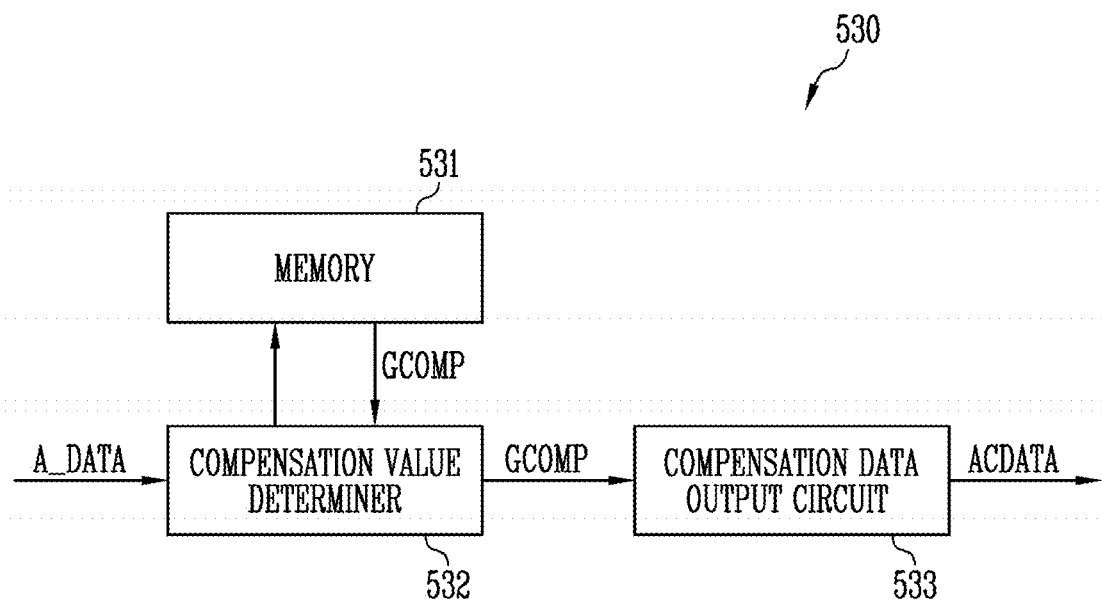 530
531
MEMORY
GCOMP
A_DATA
COMPENSATION VALUE
DETERMINER
GCOMP
COMPENSATION DATA
OUTPUT CIRCUIT
ACDATA
532
533